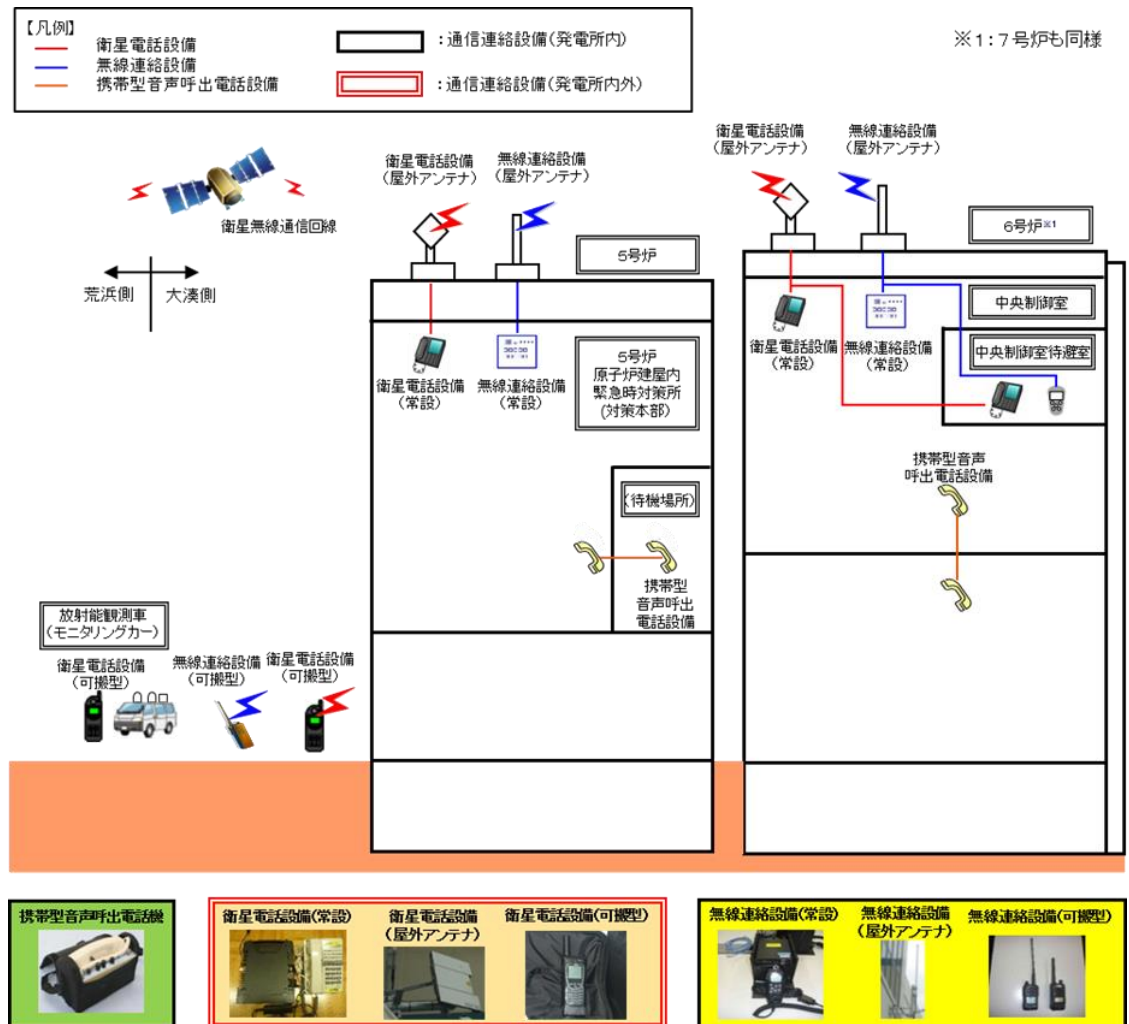 【凡例】
衛星電話設備
無線連絡設備
携帯型音声呼出電話設備
：通信連絡設備(発電所内)
：通信連絡設備(発電所内外)
※1：7号炉も同様
衛星無線通信回線
荒浜側
大湊側
衛星電話設備
(屋外アンテナ)
無線連絡設備
(屋外アンテナ)
5号炉
衛星電話設備
(常設)
無線連絡設備
(常設)
5号炉
原子炉建屋内
緊急時対策所
(対策本部)
(待機場所)
携帯型
音声呼出
電話設備
衛星電話設備
(屋外アンテナ)
無線連絡設備
(屋外アンテナ)
6号炉※1
中央制御室
衛星電話設備
(常設)
無線連絡設備
(常設)
中央制御室待避室
携帯型音声
呼出電話設備
放射能観測車
(モニタリングカー)
衛星電話設備
(可搬型)
無線連絡設備
(可搬型)
衛星電話設備
(可搬型)
携帯型音声呼出電話機
衛星電話設備(常設)
衛星電話設備
(屋外アンテナ)
衛星電話設備(可搬型)
無線連絡設備(常設)
無線連絡設備
(屋外アンテナ)
無線連絡設備(可搬型)